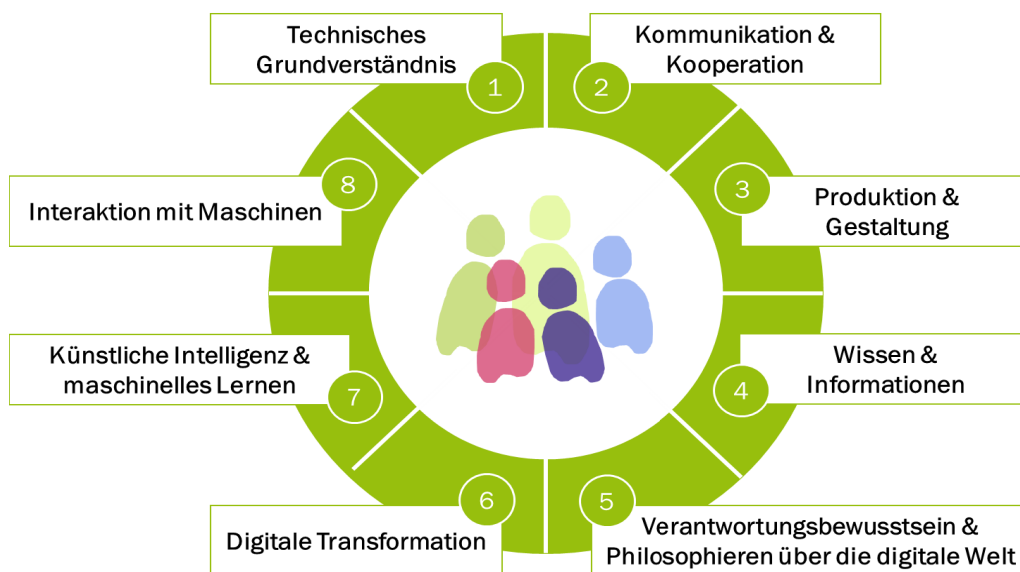 Technisches
Grundverständnis
1
Kommunikation &
Kooperation
2
Produktion &
Gestaltung
3
Wissen &
Informationen
4
Verantwortungsbewusstsein &
Philosophieren über die digitale Welt
5
Digitale Transformation
6
Künstliche Intelligenz &
maschinelles Lernen
7
Interaktion mit Maschinen
8